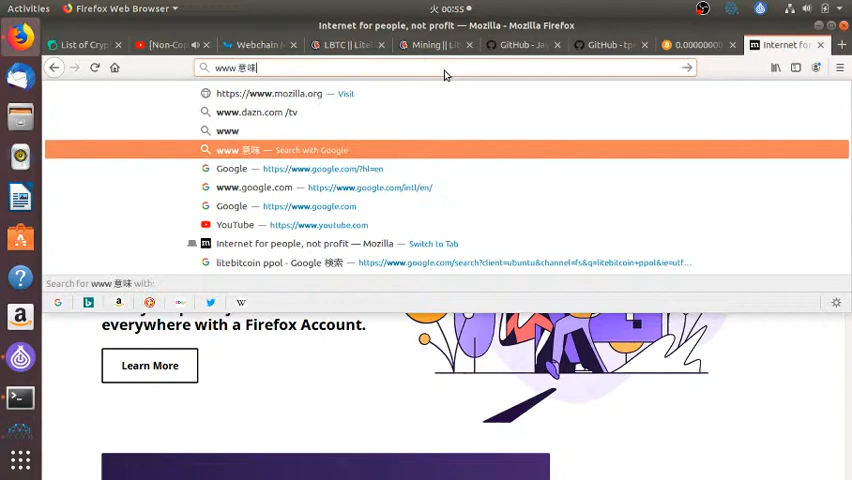 Activities Firefox Web Browser 火 00:55
Internet for people, not profit — Mozilla - Mozilla Firefox
List of Cryp [Non-Cop Webchain M LBTC || Lite Mining || Lit GitHub - Jay GitHub - tp 0.00000000 Internet for
www 意味
https://www.mozilla.org — Visit
www.dazn.com /tv
www
www 意味 — Search with Google
Google — https://www.google.com/?hl=en
www.google.com — https://www.google.com/intl/en/
Google — https://www.google.com
YouTube — https://www.youtube.com
Internet for people, not profit — Mozilla — Switch to Tab
litebitcoin ppol - Google 検索 — https://www.google.com/search?client=ubuntu&channel=fs&q=litebitcoin+ppol&ie=utf...
Search for www 意味 with:
everywhere with a Firefox Account.
Learn More